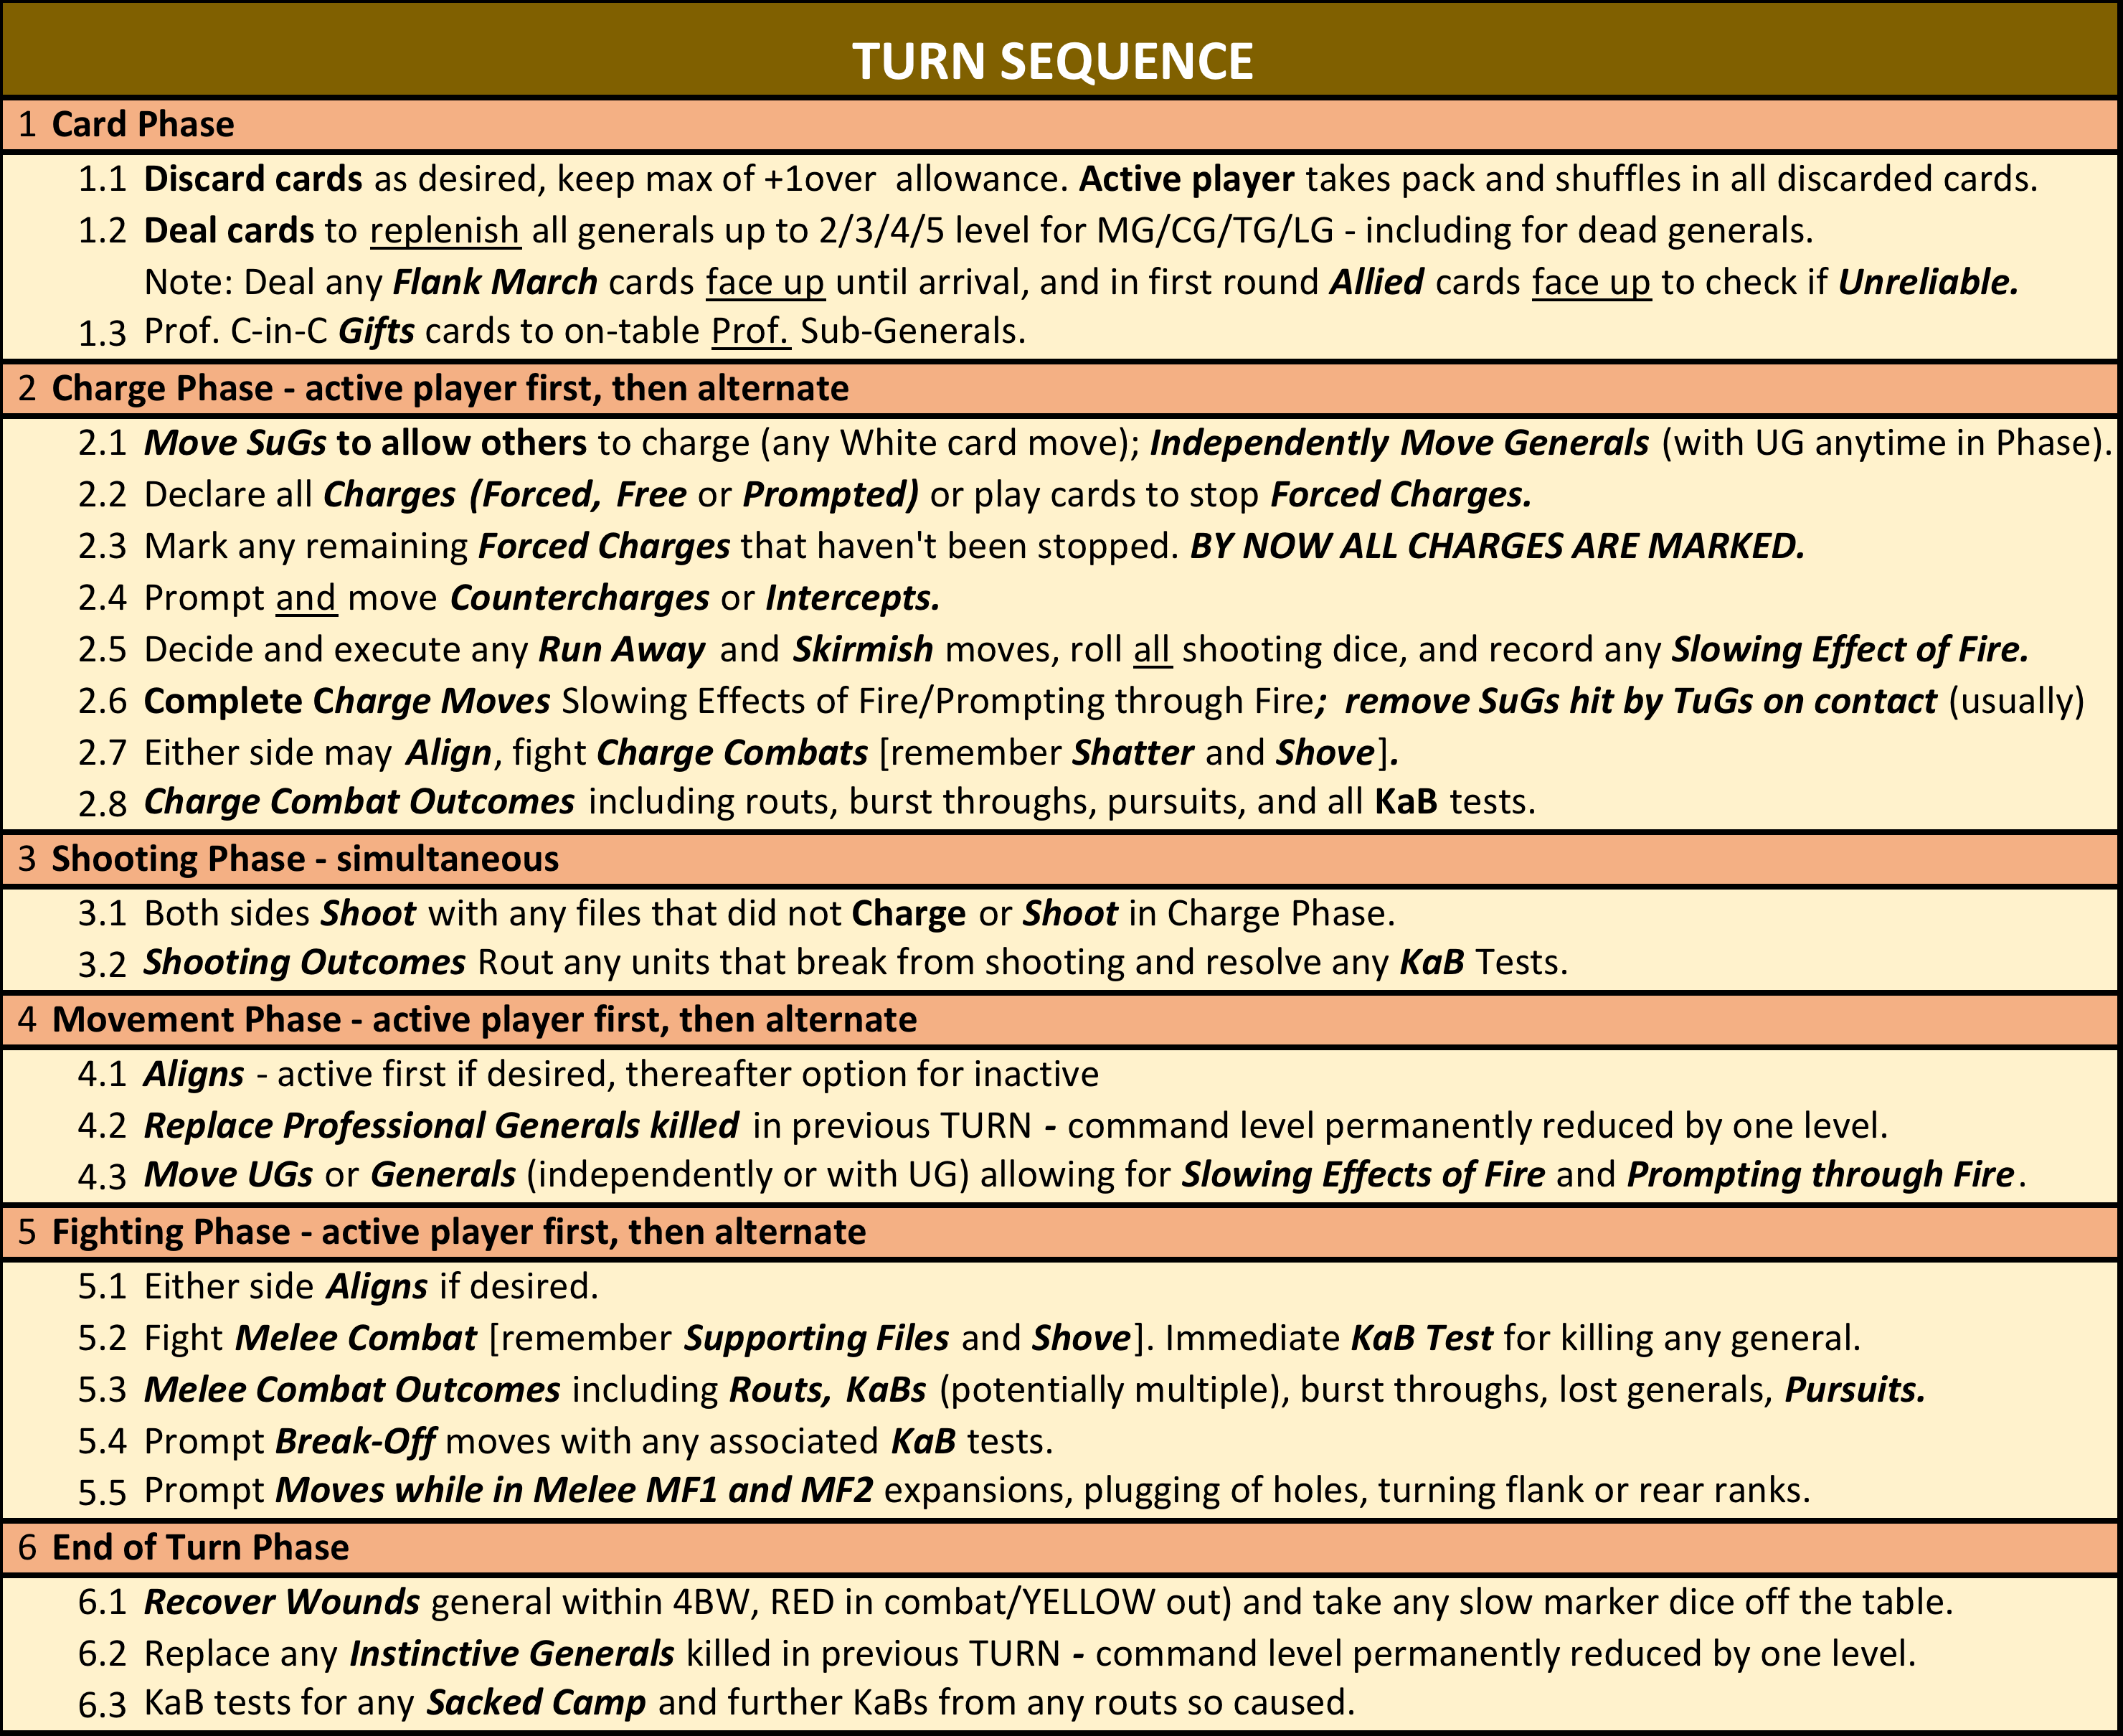 TURN SEQUENCE
1 Card Phase
1.1 Discard cards as desired, keep max of +1over allowance. Active player takes pack and shuffles in all discarded cards.
1.2 Deal cards to replenish all generals up to 2/3/4/5 level for MG/CG/TG/LG - including for dead generals.
Note: Deal any Flank March cards face up until arrival, and in first round Allied cards face up to check if Unreliable.
1.3 Prof. C-in-C Gifts cards to on-table Prof. Sub-Generals.
2 Charge Phase - active player first, then alternate
2.1 Move SuGs to allow others to charge (any White card move); Independently Move Generals (with UG anytime in Phase).
2.2 Declare all Charges (Forced, Free or Prompted) or play cards to stop Forced Charges.
2.3 Mark any remaining Forced Charges that haven't been stopped. BY NOW ALL CHARGES ARE MARKED.
2.4 Prompt and move Countercharges or Intercepts.
2.5 Decide and execute any Run Away and Skirmish moves, roll all shooting dice, and record any Slowing Effect of Fire.
2.6 Complete Charge Moves Slowing Effects of Fire/Prompting through Fire; remove SuGs hit by TuGs on contact (usually)
2.7 Either side may Align, fight Charge Combats [remember Shatter and Shove].
2.8 Charge Combat Outcomes including routs, burst throughs, pursuits, and all KaB tests.
3 Shooting Phase - simultaneous
3.1 Both sides Shoot with any files that did not Charge or Shoot in Charge Phase.
3.2 Shooting Outcomes Rout any units that break from shooting and resolve any KaB Tests.
4 Movement Phase - active player first, then alternate
4.1 Aligns - active first if desired, thereafter option for inactive
4.2 Replace Professional Generals killed in previous TURN - command level permanently reduced by one level.
4.3 Move UGs or Generals (independently or with UG) allowing for Slowing Effects of Fire and Prompting through Fire.
5 Fighting Phase - active player first, then alternate
5.1 Either side Aligns if desired.
5.2 Fight Melee Combat [remember Supporting Files and Shove]. Immediate KaB Test for killing any general.
5.3 Melee Combat Outcomes including Routs, KaBs (potentially multiple), burst throughs, lost generals, Pursuits.
5.4 Prompt Break-Off moves with any associated KaB tests.
5.5 Prompt Moves while in Melee MF1 and MF2 expansions, plugging of holes, turning flank or rear ranks.
6 End of Turn Phase
6.1 Recover Wounds general within 4BW, RED in combat/YELLOW out) and take any slow marker dice off the table.
6.2 Replace any Instinctive Generals killed in previous TURN - command level permanently reduced by one level.
6.3 KaB tests for any Sacked Camp and further KaBs from any routs so caused.